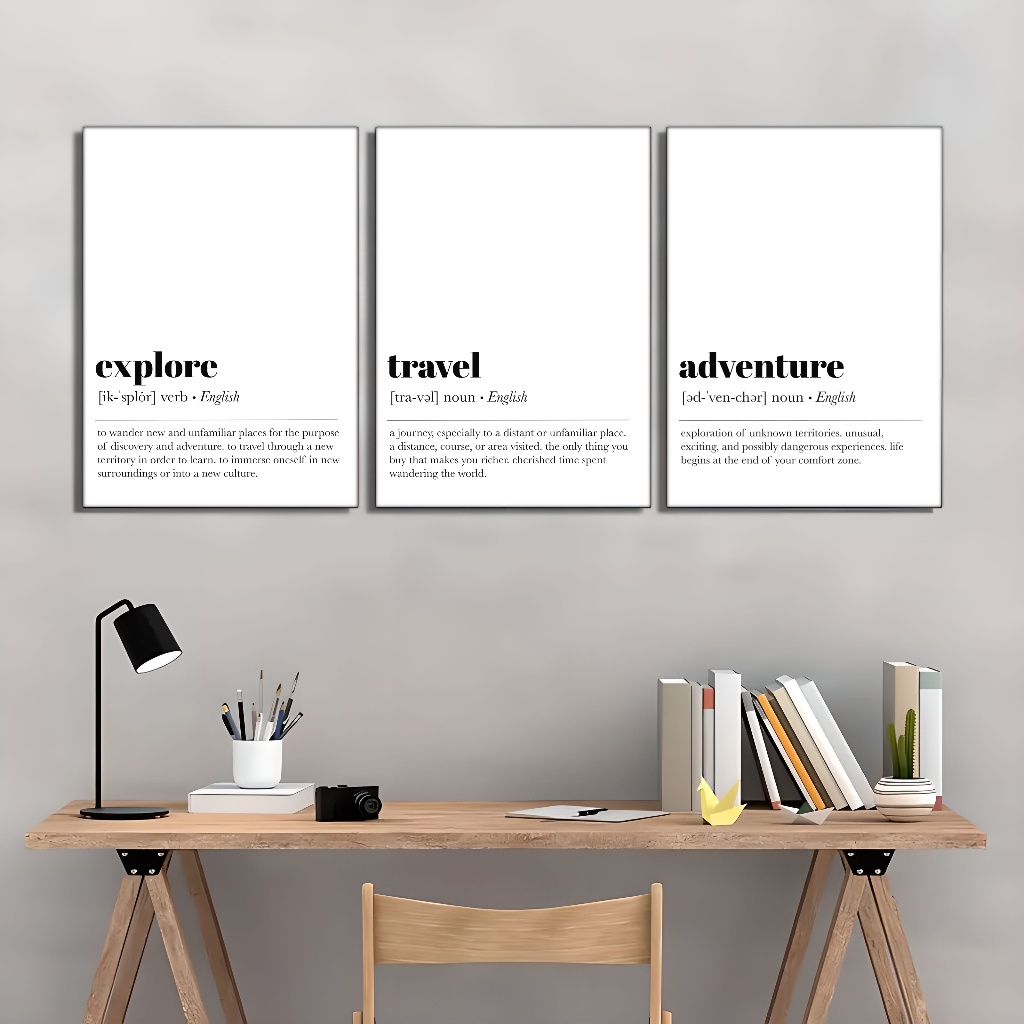 explore
[ik-ˈsplȯr] verb • English
to wander new and unfamiliar places for the purpose
of discovery and adventure. to travel through a new
territory in order to learn. to immerse oneself in new
surroundings or into a new culture.
travel
[tra-vəl] noun • English
a journey, especially to a distant or unfamiliar place.
a distance, course, or area visited. the only thing you
buy that makes you richer. cherished time spent
wandering the world.
adventure
[əd-ˈven-chər] noun • English
exploration of unknown territories. unusual,
exciting, and possibly dangerous experiences. life
begins at the end of your comfort zone.